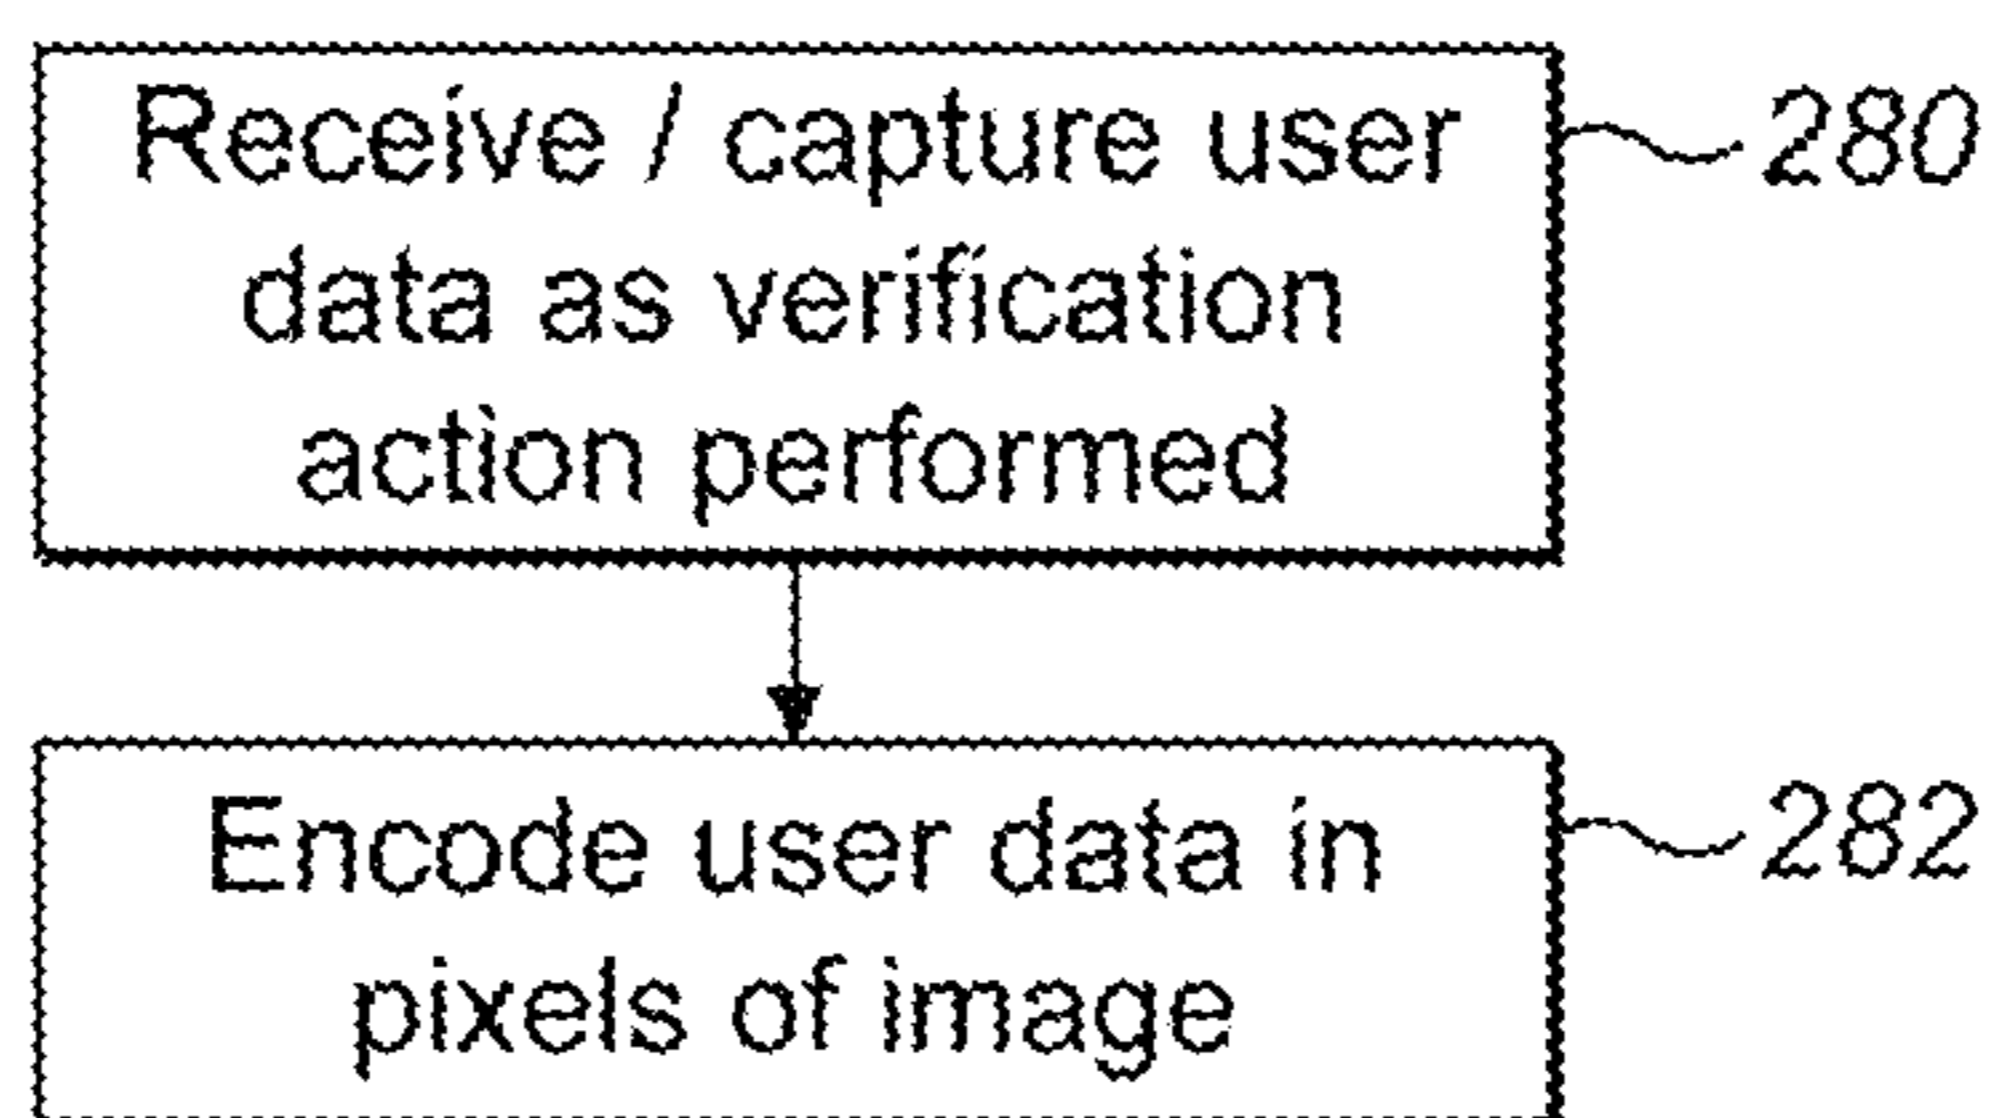 Receive / capture user 280
data as verification
action performed
Encode user data in 282
pixels of image